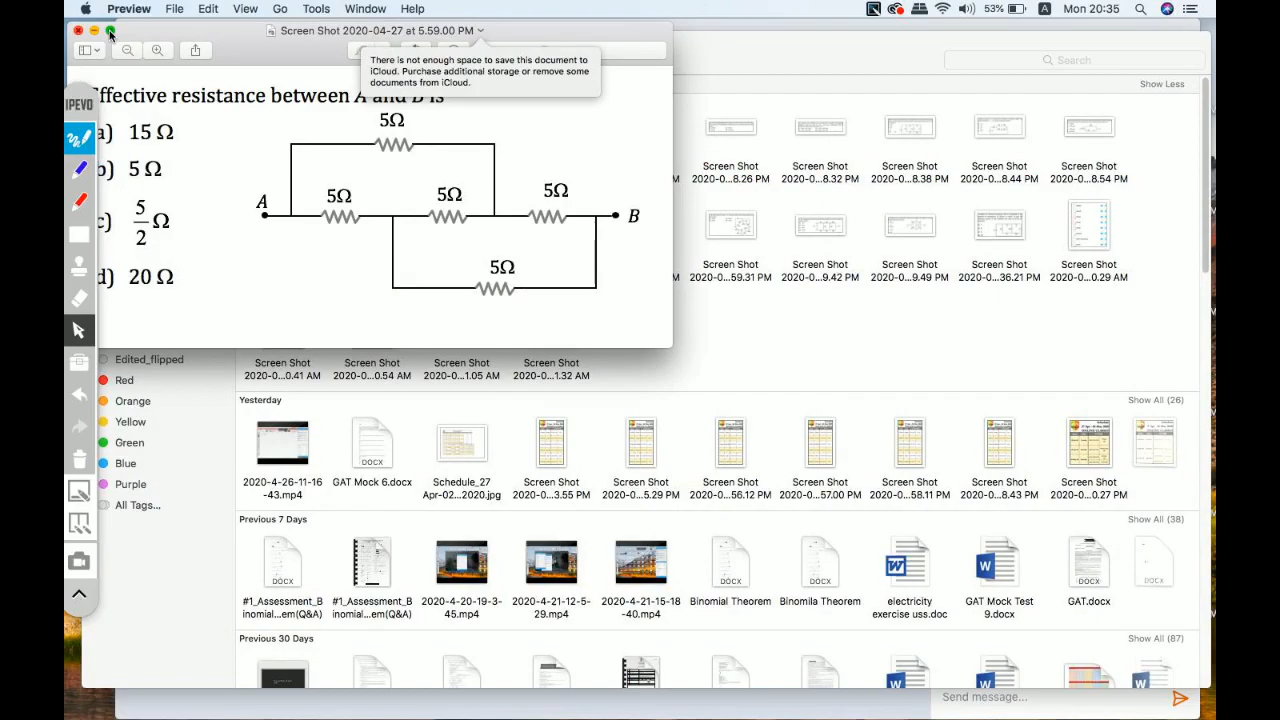 Preview File Edit View Go Tools Window Help 53% A Mon 20:35
Screen Shot 2020-04-27 at 5.59.00 PM
There is not enough space to save this document to
iCloud. Purchase additional storage or remove some
documents from iCloud.
Search
Show Less
IPEVO
Effective resistance between A and B is
a) 15 Ω
b) 5 Ω
c) 5/2 Ω
d) 20 Ω
5Ω
A 5Ω 5Ω 5Ω B
5Ω
Screen Shot Screen Shot Screen Shot Screen Shot Screen Shot
2020-0...8.26 PM 2020-0...8.32 PM 2020-0...8.38 PM 2020-0...8.44 PM 2020-0...8.54 PM
Screen Shot Screen Shot Screen Shot Screen Shot Screen Shot
2020-0...59.31 PM 2020-0...9.42 PM 2020-0...9.49 PM 2020-0...36.21 PM 2020-0...0.29 AM
Screen Shot Screen Shot Screen Shot Screen Shot
2020-0...0.41 AM 2020-0...0.54 AM 2020-0...1.05 AM 2020-0...1.32 AM
Edited_flipped
Red
Orange
Yellow
Green
Blue
Purple
All Tags...
Yesterday Show All (26)
DOCX
2020-4-26-11-16 GAT Mock 6.docx Schedule_27 Screen Shot Screen Shot Screen Shot Screen Shot Screen Shot Screen Shot Screen Shot
-43.mp4 Apr-02...2020.jpg 2020-0...3.55 PM 2020-0...5.29 PM 2020-0...56.12 PM 2020-0...57.00 PM 2020-0...58.11 PM 2020-0...8.43 PM 2020-0...0.27 PM
Previous 7 Days Show All (38)
DOCX DOCX DOCX W W DOCX DOCX
#1_Assessment_B #1_Assessment_B 2020-4-20-19-3- 2020-4-21-12-5- 2020-4-21-15-18 Binomial Theorem Binomila Theorem electricity GAT Mock Test GAT.docx
inomial...em(Q&A) inomial...em(Q&A) 45.mp4 29.mp4 -40.mp4 exercise uss.doc 9.docx
Previous 30 Days Show All (87)
W W W
Send message...